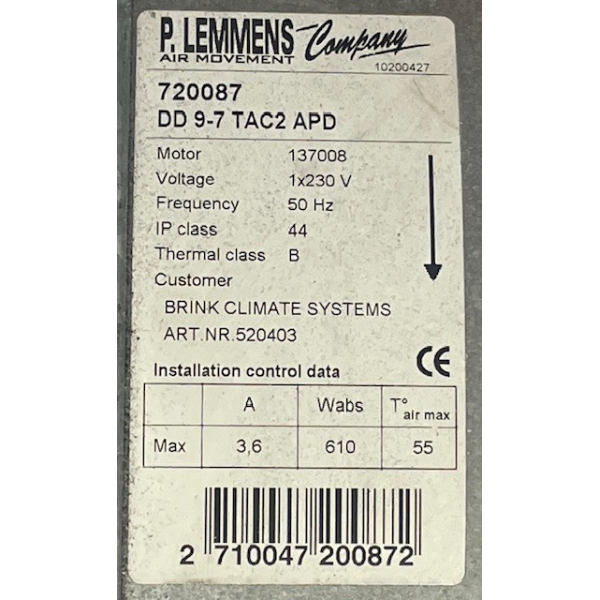 P. LEMMENS Company
AIR MOVEMENT
10200427
720087
DD 9-7 TAC2 APD
Motor 137008
Voltage 1x230 V
Frequency 50 Hz
IP class 44
Thermal class B
Customer
BRINK CLIMATE SYSTEMS
ART.NR.520403
CE
Installation control data
A Wabs T° air max
Max 3,6 610 55
2 710047 200872